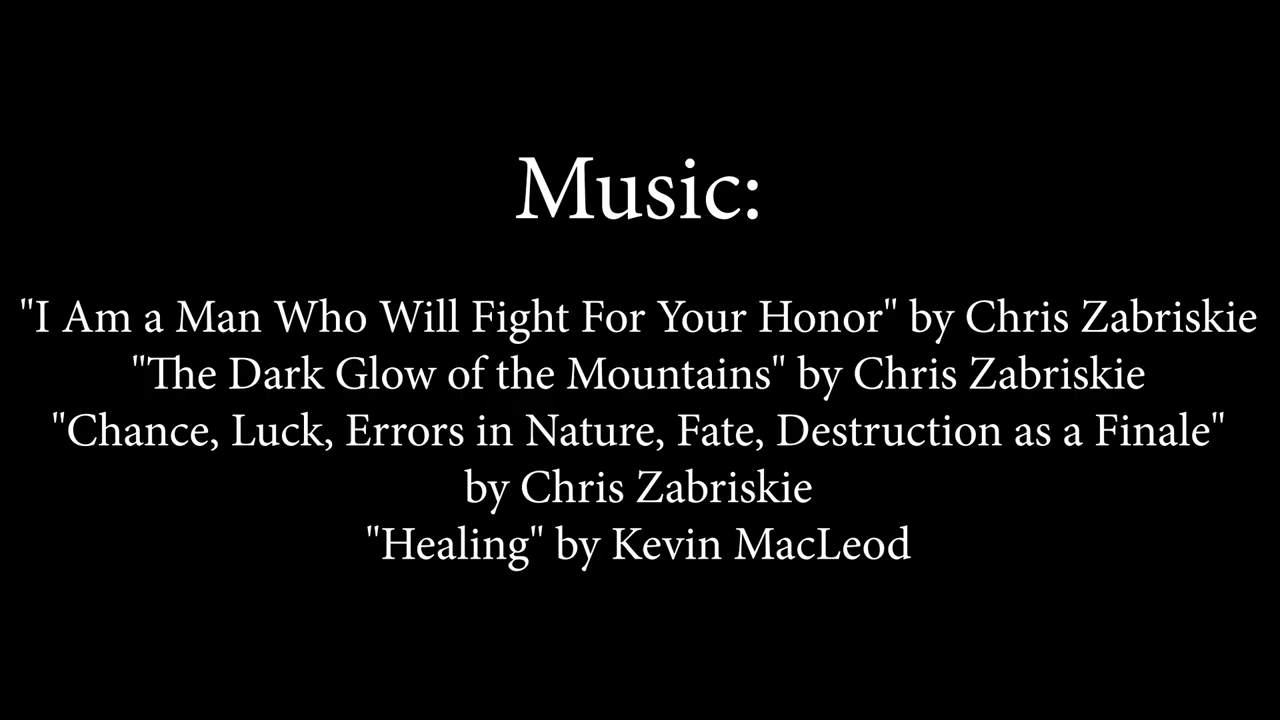 Music:
"I Am a Man Who Will Fight For Your Honor" by Chris Zabriskie
"The Dark Glow of the Mountains" by Chris Zabriskie
"Chance, Luck, Errors in Nature, Fate, Destruction as a Finale"
by Chris Zabriskie
"Healing" by Kevin MacLeod